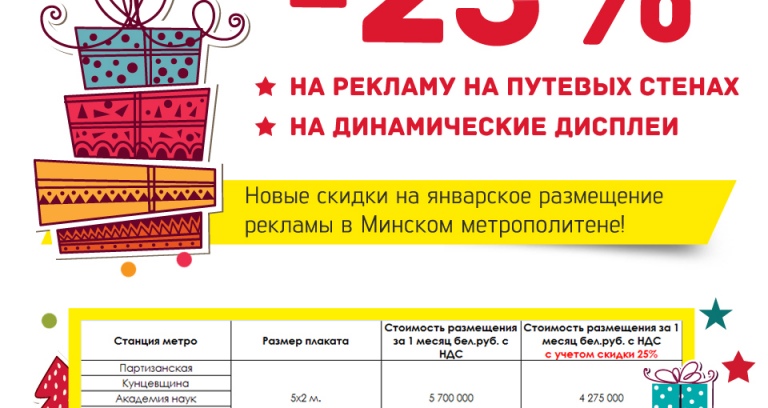 -25%
★ НА РЕКЛАМУ НА ПУТЕВЫХ СТЕНАХ
★ НА ДИНАМИЧЕСКИЕ ДИСПЛЕИ
Новые скидки на январское размещение
рекламы в Минском метрополитене!
Станция метро
Размер плаката
Стоимость размещения
за 1 месяц бел.руб. с
НДС
Стоимость размещения за 1
месяц бел.руб. с НДС
с учетом скидки 25%
Партизанская
Кунцевщина
Академия наук
5х2 м.
5 700 000
4 275 000